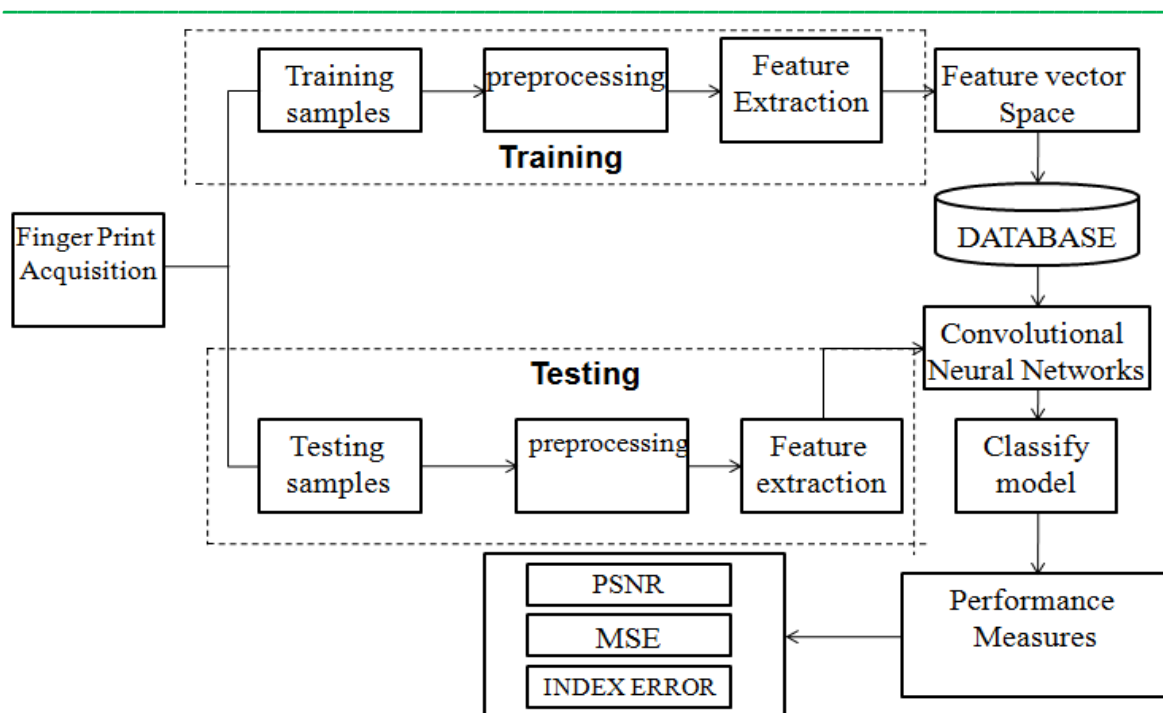 Training
samples
preprocessing
Feature
Extraction
Feature vector
Space
Training
DATABASE
Finger Print
Acquisition
Convolutional
Neural Networks
Testing
Testing
samples
preprocessing
Feature
extraction
Classify
model
PSNR
MSE
INDEX ERROR
Performance
Measures